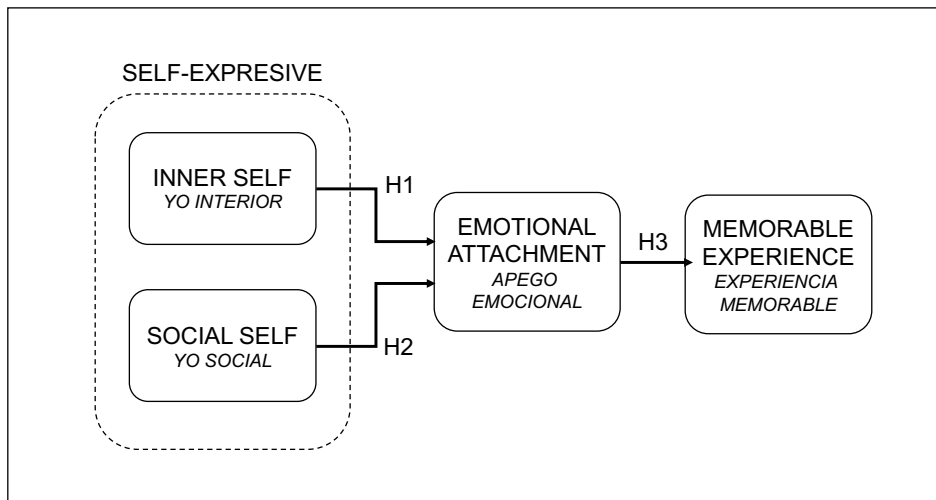 SELF-EXPRESIVE
INNER SELF
YO INTERIOR
H1
SOCIAL SELF
YO SOCIAL
H2
EMOTIONAL
ATTACHMENT
APEGO
EMOCIONAL
H3
MEMORABLE
EXPERIENCE
EXPERIENCIA
MEMORABLE